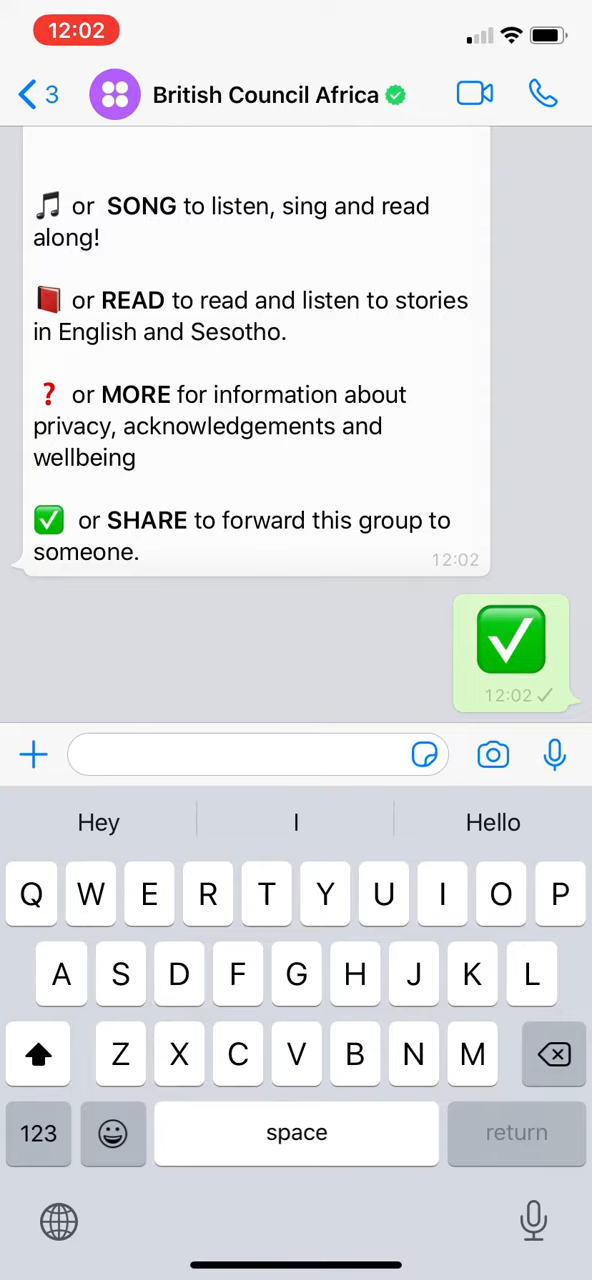 12:02
3 British Council Africa
🎵 or SONG to listen, sing and read
along!
📕 or READ to read and listen to stories
in English and Sesotho.
❓ or MORE for information about
privacy, acknowledgements and
wellbeing
✅ or SHARE to forward this group to
someone.
12:02
✅
12:02
Hey I Hello
Q W E R T Y U I O P
A S D F G H J K L
Z X C V B N M
123 space return